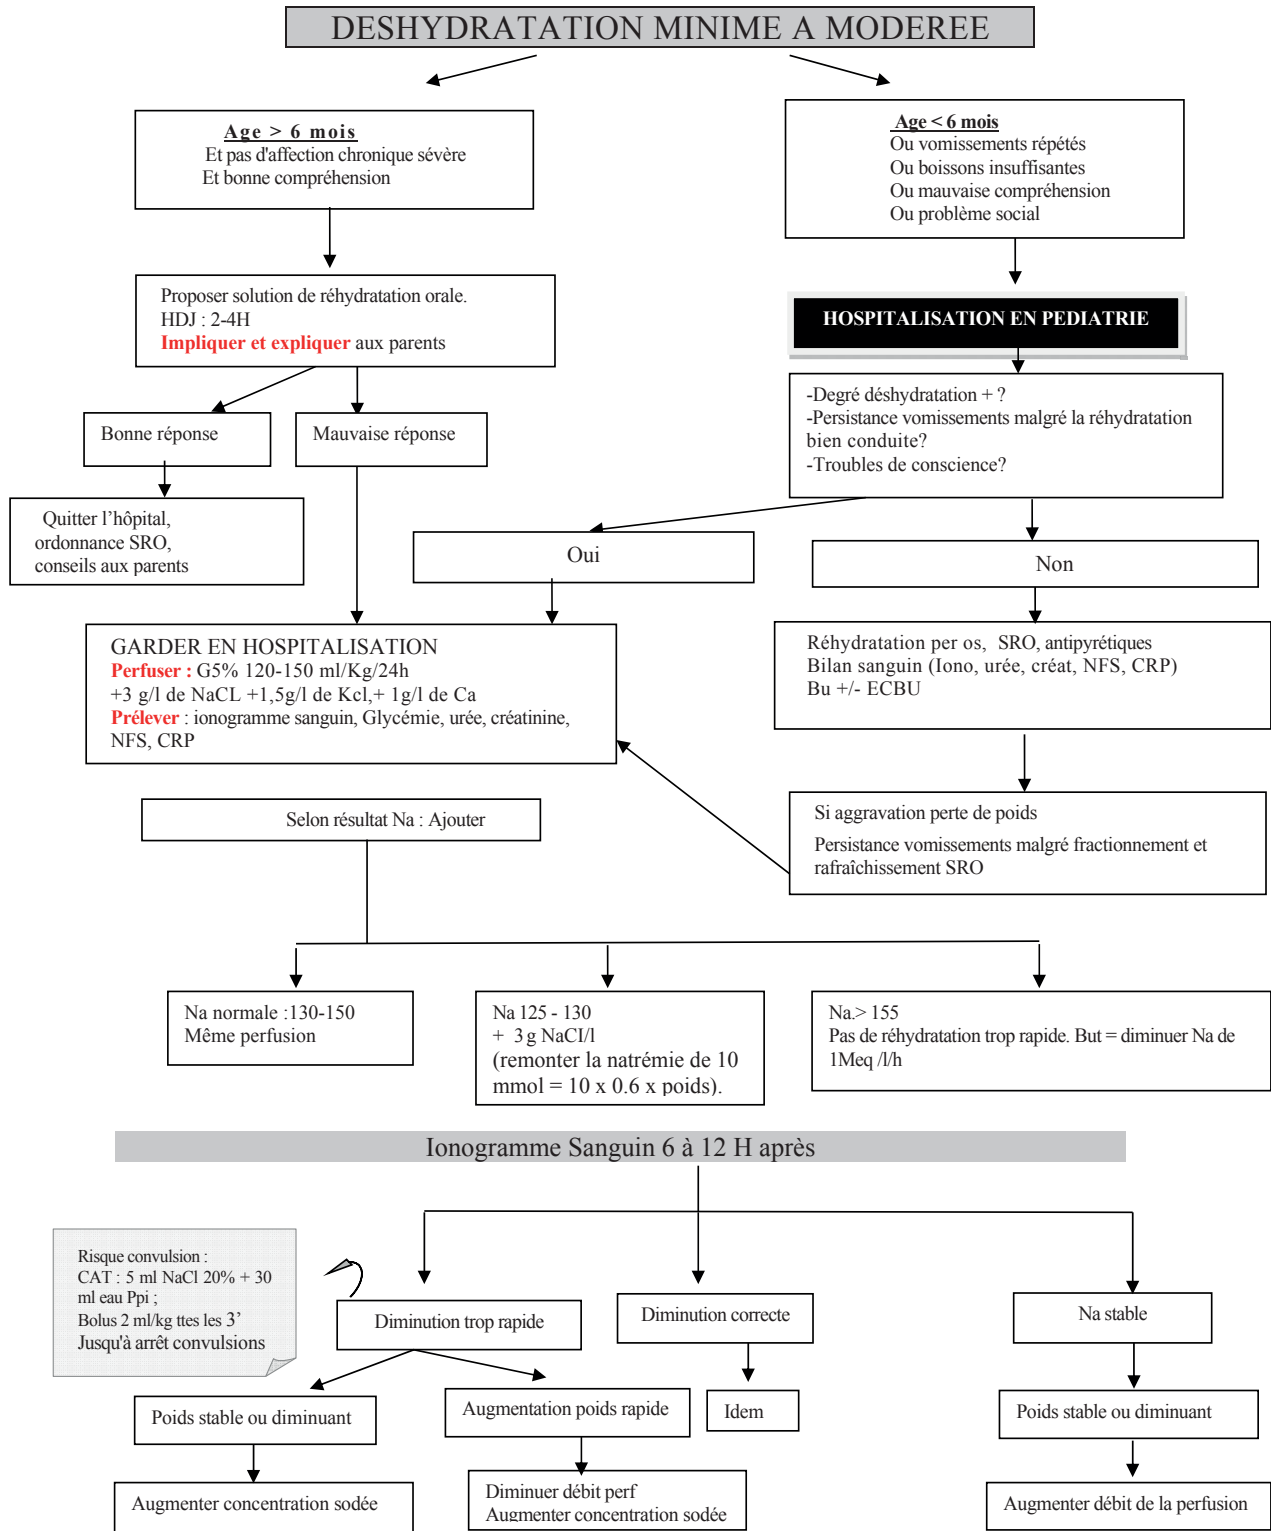 DESHYDRATATION MINIME A MODEREE
Age > 6 mois
Et pas d'affection chronique sévère
Et bonne compréhension
Age < 6 mois
Ou vomissements répétés
Ou boissons insuffisantes
Ou mauvaise compréhension
Ou problème social
Proposer solution de réhydratation orale.
HDJ : 2-4H
Impliquer et expliquer aux parents
HOSPITALISATION EN PEDIATRIE
-Degré déshydratation + ?
-Persistance vomissements malgré la réhydratation
bien conduite?
-Troubles de conscience?
Bonne réponse
Mauvaise réponse
Quitter l'hôpital,
ordonnance SRO,
conseils aux parents
Oui
Non
GARDER EN HOSPITALISATION
Perfuser : G5% 120-150 ml/Kg/24h
+3 g/l de NaCL +1,5g/l de Kcl,+ 1g/l de Ca
Prélever : ionogramme sanguin, Glycémie, urée, créatinine,
NFS, CRP
Réhydratation per os, SRO, antipyrétiques
Bilan sanguin (Iono, urée, créat, NFS, CRP)
Bu +/- ECBU
Selon résultat Na : Ajouter
Si aggravation perte de poids
Persistance vomissements malgré fractionnement et
rafraîchissement SRO
Na normale :130-150
Même perfusion
Na 125 - 130
+ 3 g NaCl/l
(remonter la natrémie de 10
mmol = 10 x 0.6 x poids).
Na.> 155
Pas de réhydratation trop rapide. But = diminuer Na de
1Meq /l/h
Ionogramme Sanguin 6 à 12 H après
Risque convulsion :
CAT : 5 ml NaCl 20% + 30
ml eau Ppi ;
Bolus 2 ml/kg ttes les 3'
Jusqu'à arrêt convulsions
Diminution trop rapide
Diminution correcte
Na stable
Poids stable ou diminuant
Augmentation poids rapide
Idem
Poids stable ou diminuant
Augmenter concentration sodée
Diminuer débit perf
Augmenter concentration sodée
Augmenter débit de la perfusion